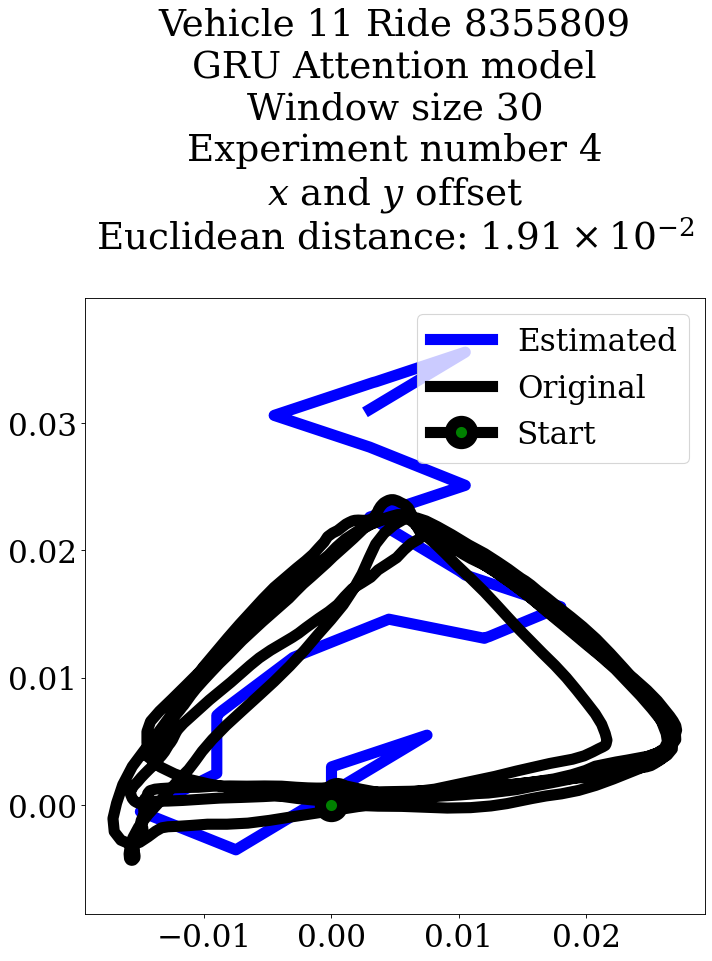 Vehicle 11 Ride 8355809
GRU Attention model
Window size 30
Experiment number 4
x and y offset
Euclidean distance: 1.91 × 10⁻²
Estimated
Original
Start
0.03
0.02
0.01
0.00
−0.01 0.00 0.01 0.02